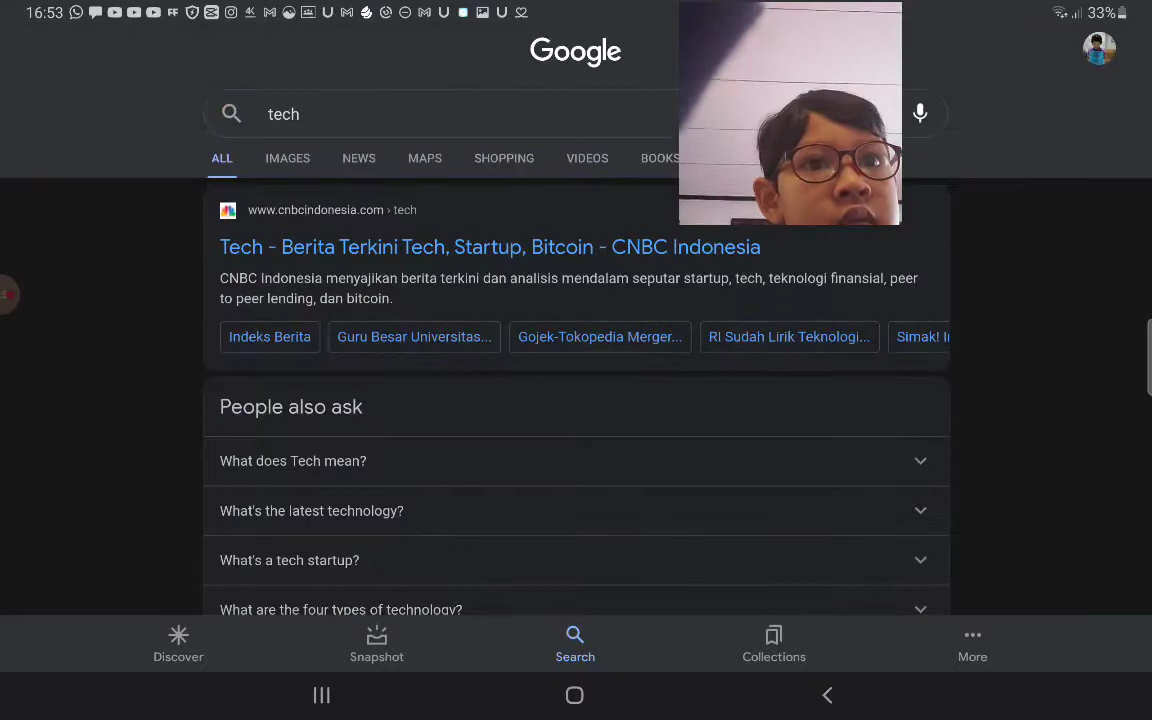 16:53
33%
Google
tech
ALL IMAGES NEWS MAPS SHOPPING VIDEOS BOOKS
www.cnbcindonesia.com › tech
Tech - Berita Terkini Tech, Startup, Bitcoin - CNBC Indonesia
CNBC Indonesia menyajikan berita terkini dan analisis mendalam seputar startup, tech, teknologi finansial, peer
to peer lending, dan bitcoin.
Indeks Berita Guru Besar Universitas... Gojek-Tokopedia Merger... RI Sudah Lirik Teknologi... Simak!
People also ask
What does Tech mean?
What's the latest technology?
What's a tech startup?
What are the four types of technology?
Discover Snapshot Search Collections More